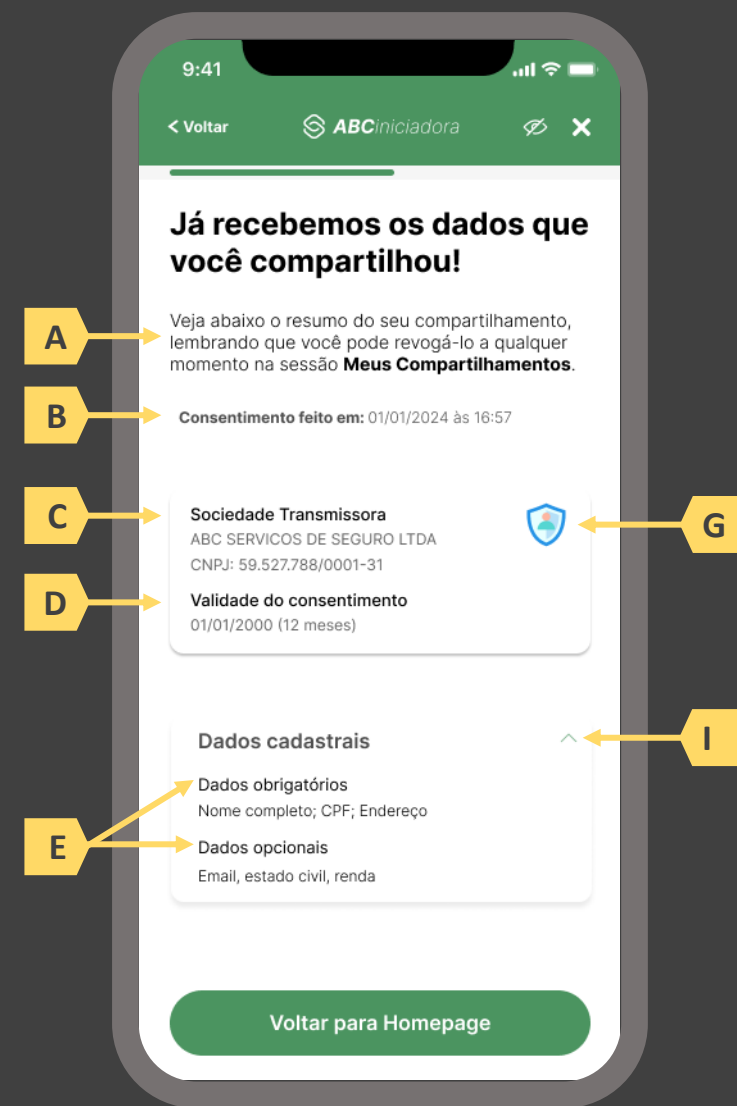 9:41
< Voltar
ABCiniciadora
Já recebemos os dados que
você compartilhou!
A
Veja abaixo o resumo do seu compartilhamento,
lembrando que você pode revogá-lo a qualquer
momento na sessão Meus Compartilhamentos.
B
Consentimento feito em: 01/01/2024 às 16:57
C
Sociedade Transmissora
ABC SERVICOS DE SEGURO LTDA
CNPJ: 59.527.788/0001-31
G
D
Validade do consentimento
01/01/2000 (12 meses)
Dados cadastrais
I
Dados obrigatórios
Nome completo; CPF; Endereço
E
Dados opcionais
Email, estado civil, renda
Voltar para Homepage